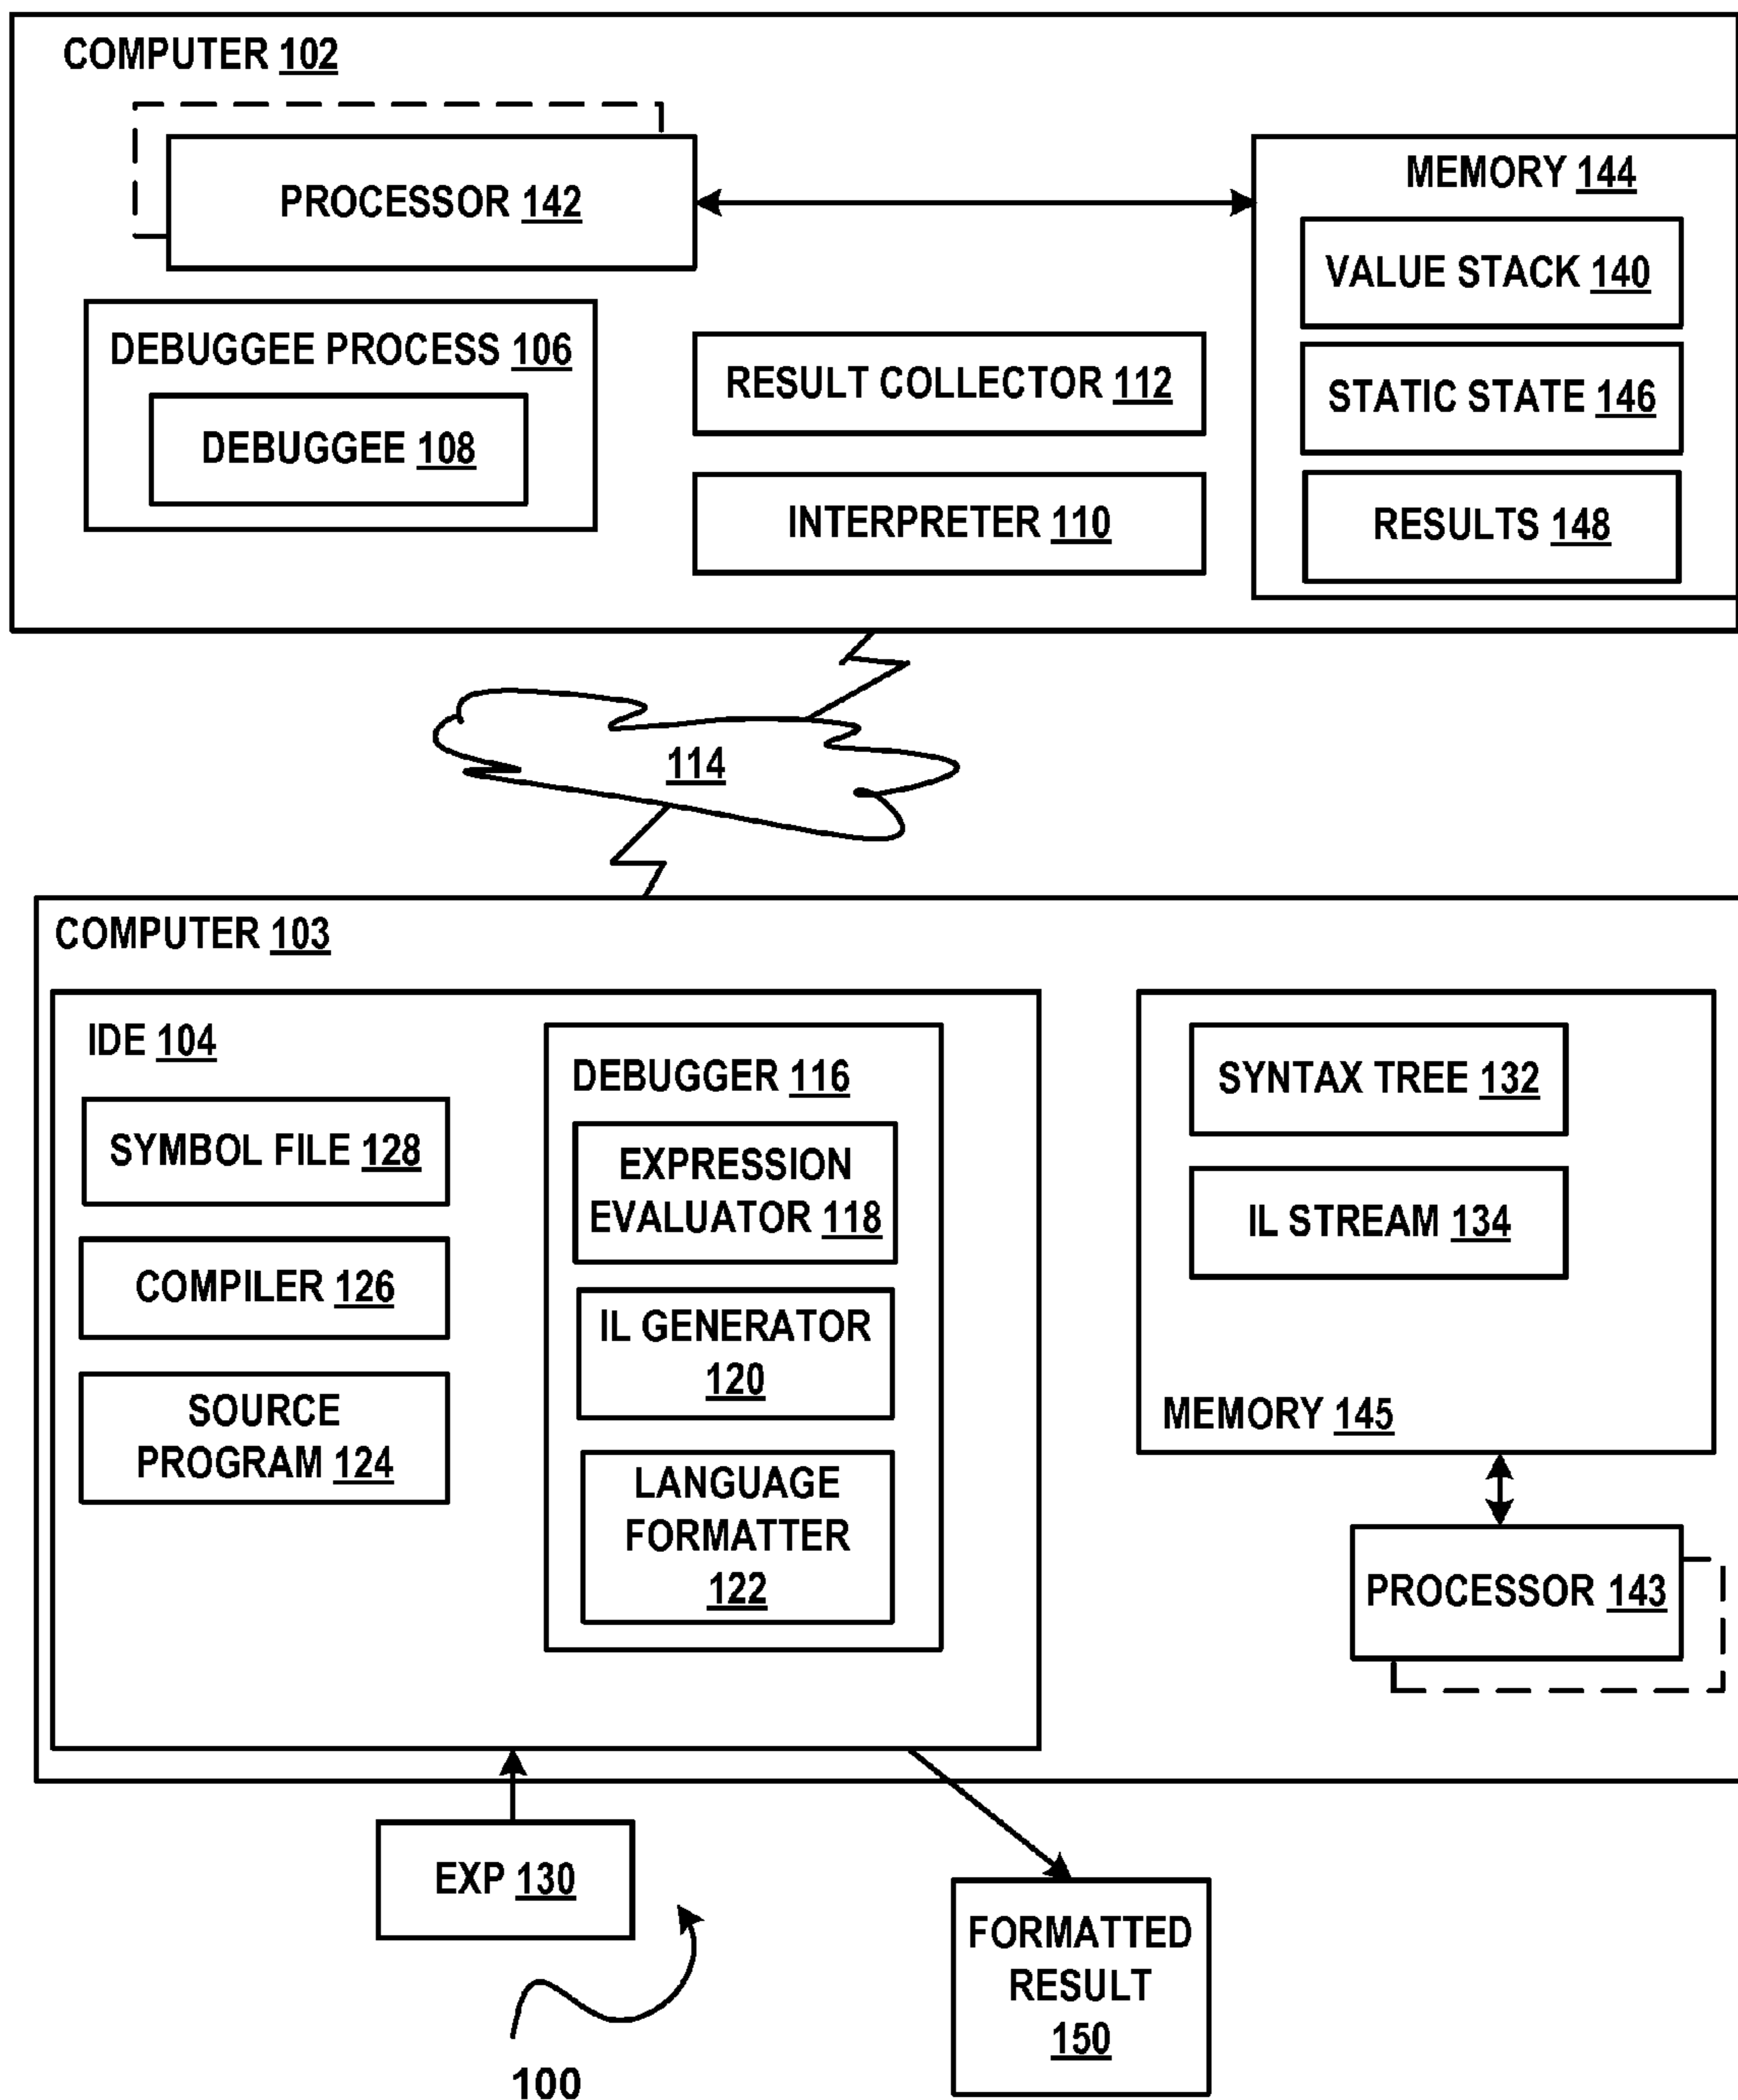 COMPUTER 102
PROCESSOR 142
MEMORY 144
VALUE STACK 140
STATIC STATE 146
RESULTS 148
DEBUGGEE PROCESS 106
DEBUGGEE 108
RESULT COLLECTOR 112
INTERPRETER 110
114
COMPUTER 103
IDE 104
SYMBOL FILE 128
COMPILER 126
SOURCE
PROGRAM 124
DEBUGGER 116
EXPRESSION
EVALUATOR 118
IL GENERATOR
120
LANGUAGE
FORMATTER
122
SYNTAX TREE 132
IL STREAM 134
MEMORY 145
PROCESSOR 143
EXP 130
FORMATTED
RESULT
150
100